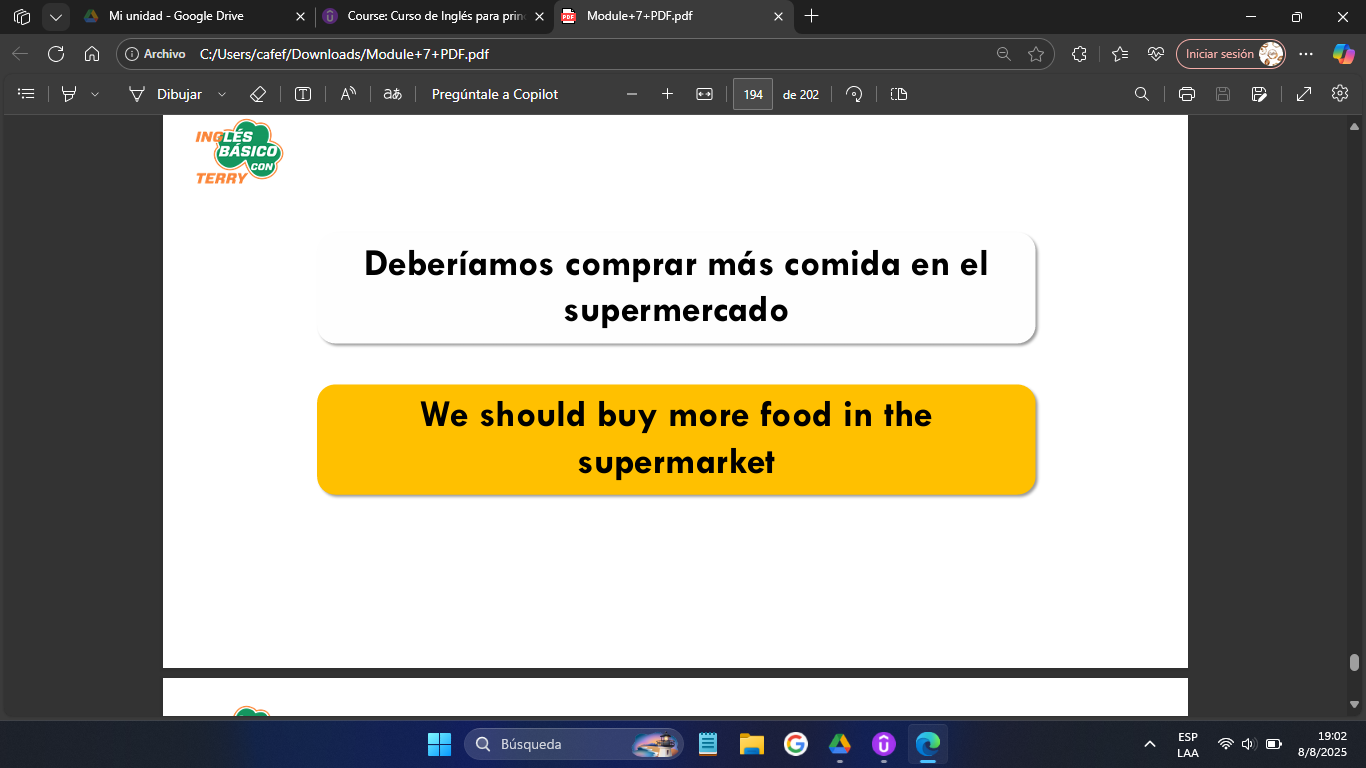 Mi unidad - Google Drive
Course: Curso de Inglés para prin
Module+7+PDF.pdf
Archivo
C:/Users/cafef/Downloads/Module+7+PDF.pdf
Iniciar sesión
Dibujar
aあ
Pregúntale a Copilot
194
de 202
INGLÉS
BÁSICO
CON
TERRY
Deberíamos comprar más comida en el
supermercado
We should buy more food in the
supermarket
Búsqueda
ESP
LAA
19:02
8/8/2025